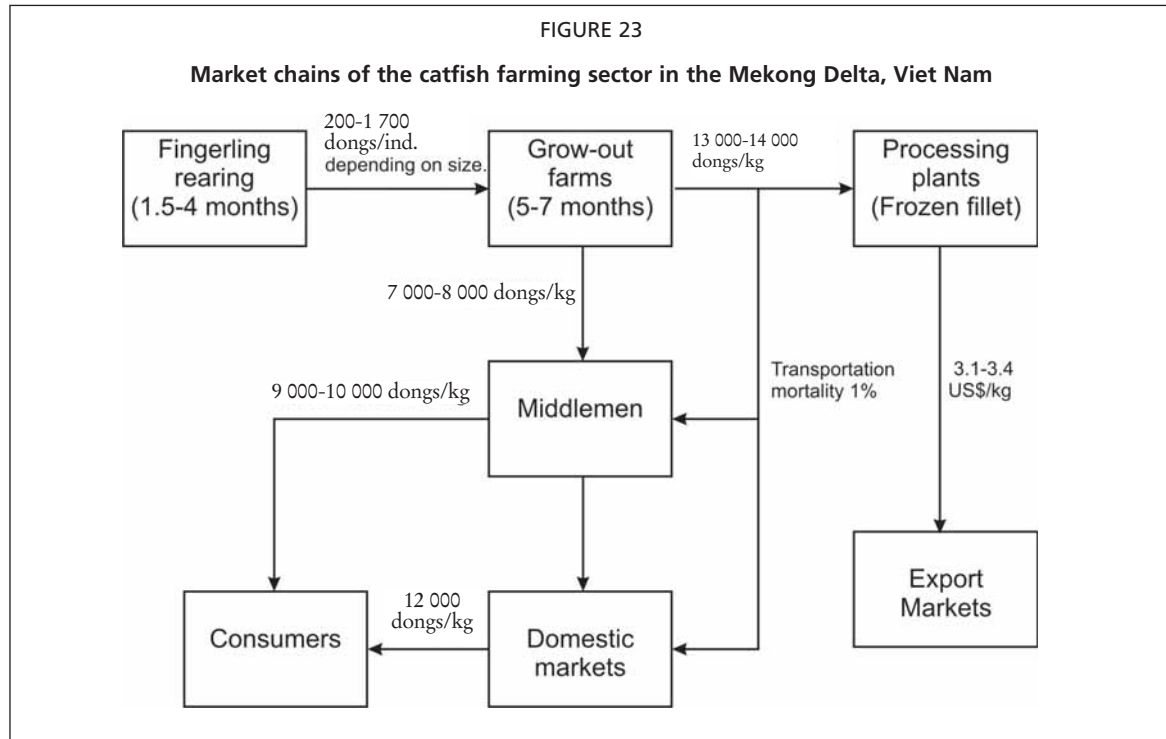 FIGURE 23
Market chains of the catfish farming sector in the Mekong Delta, Viet Nam
Fingerling
rearing
(1.5-4 months)
200-1 700
dongs/ind.
depending on size.
Grow-out
farms
(5-7 months)
13 000-14 000
dongs/kg
Processing
plants
(Frozen fillet)
7 000-8 000 dongs/kg
9 000-10 000 dongs/kg
Middlemen
Transportation
mortality 1%
3.1-3.4
US$/kg
Consumers
12 000
dongs/kg
Domestic
markets
Export
Markets